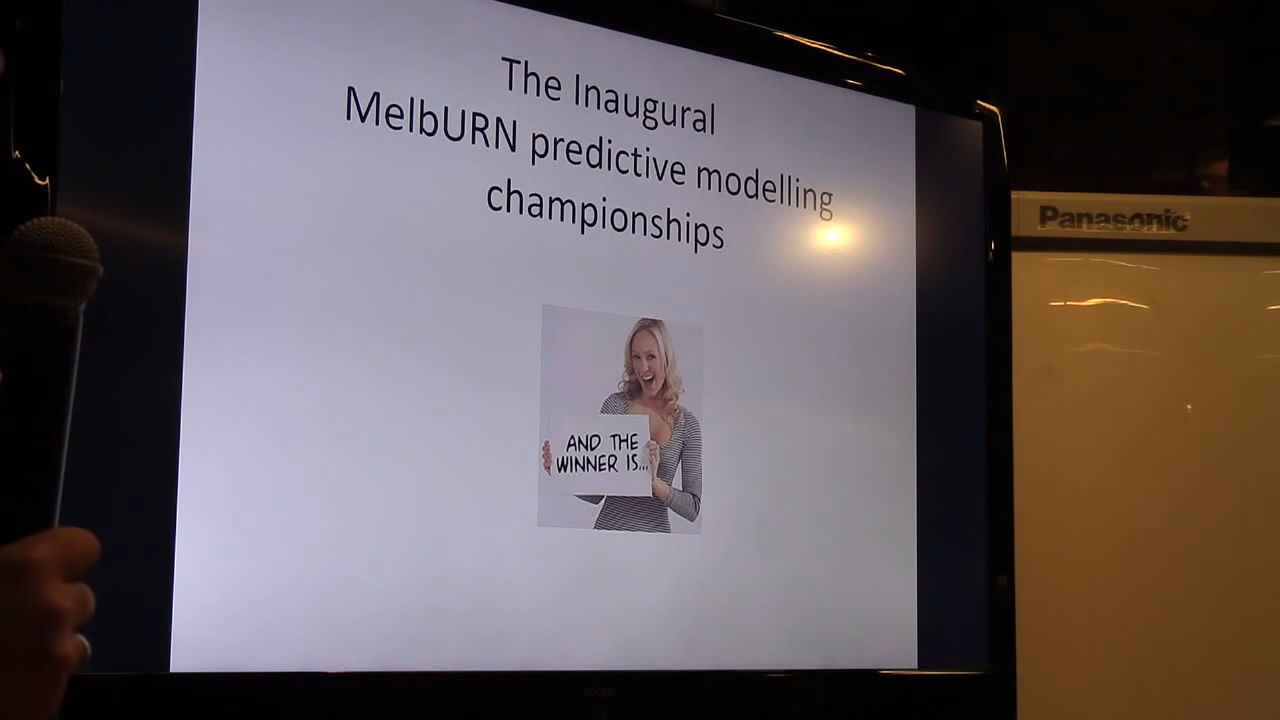 The Inaugural
MelbURN predictive modelling
championships
AND THE
WINNER IS...
Panasonic